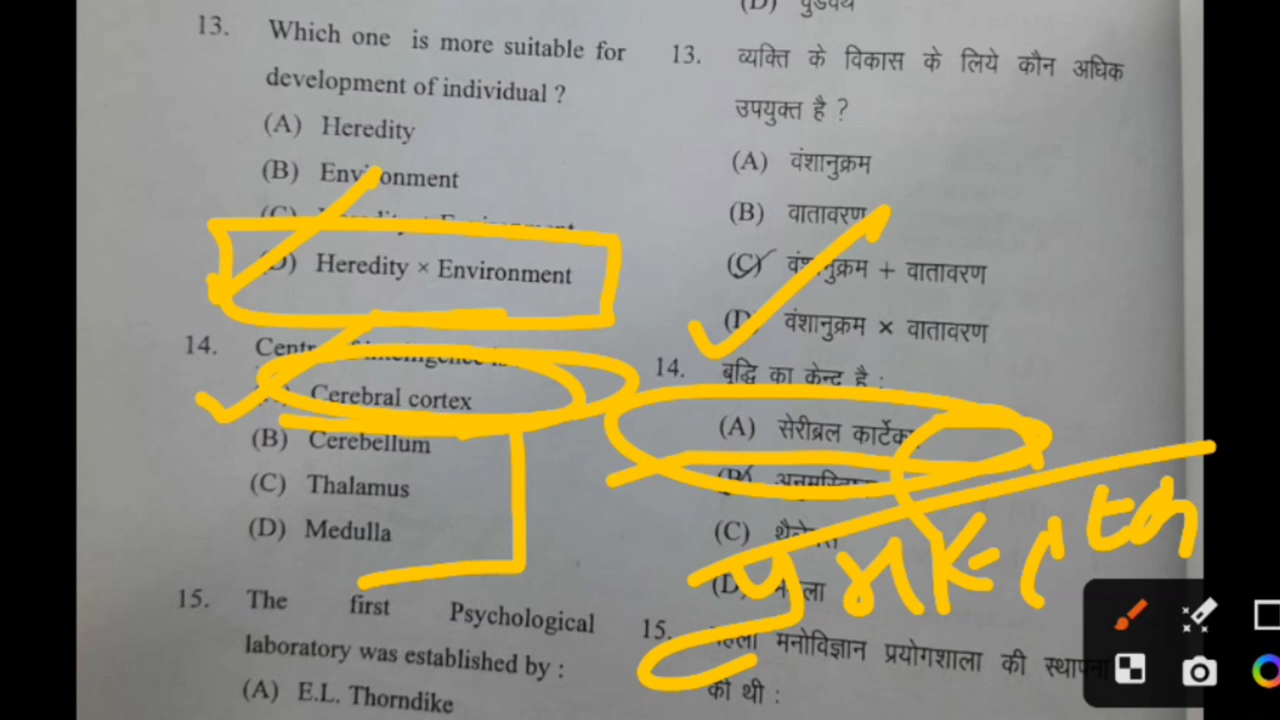 13. Which one is more suitable for
development of individual ?
(A) Heredity
(B) Environment
(D) Heredity × Environment
14.
Cerebral cortex
(B) Cerebellum
(C) Thalamus
(D) Medulla
15. The first Psychological
laboratory was established by :
(A) E.L. Thorndike
13. व्यक्ति के विकास के लिये कौन अधिक
उपयुक्त है ?
(A) वंशानुक्रम
(B) वातावरण
(C) वंशानुक्रम + वातावरण
(D) वंशानुक्रम × वातावरण
14. बुद्धि का केन्द्र है :
(A) सेरीब्रल
(C)
15. मनोविज्ञान प्रयोगशाला की स्थापना
की थी :